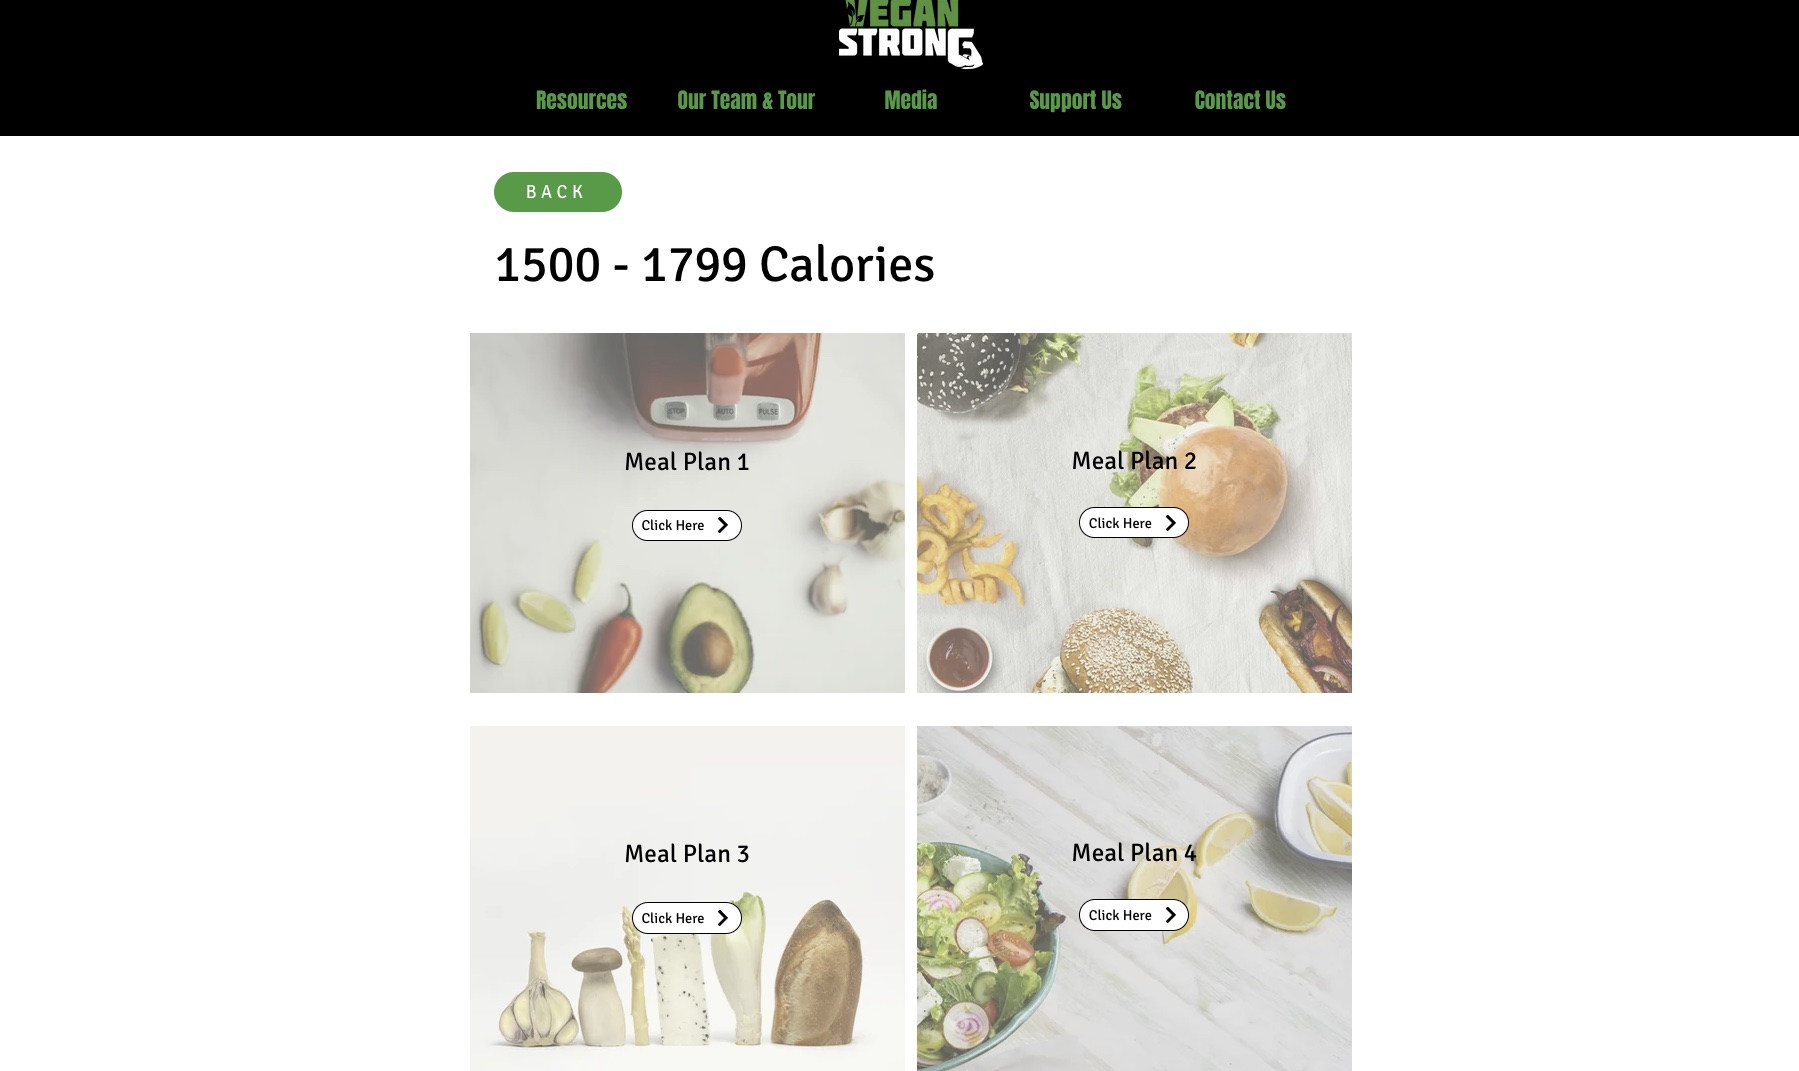 VEGAN
STRONG
Resources
Our Team & Tour
Media
Support Us
Contact Us
BACK
1500 - 1799 Calories
STOP
AUTO
PULSE
Meal Plan 1
Click Here
Meal Plan 2
Click Here
Meal Plan 3
Click Here
Meal Plan 4
Click Here